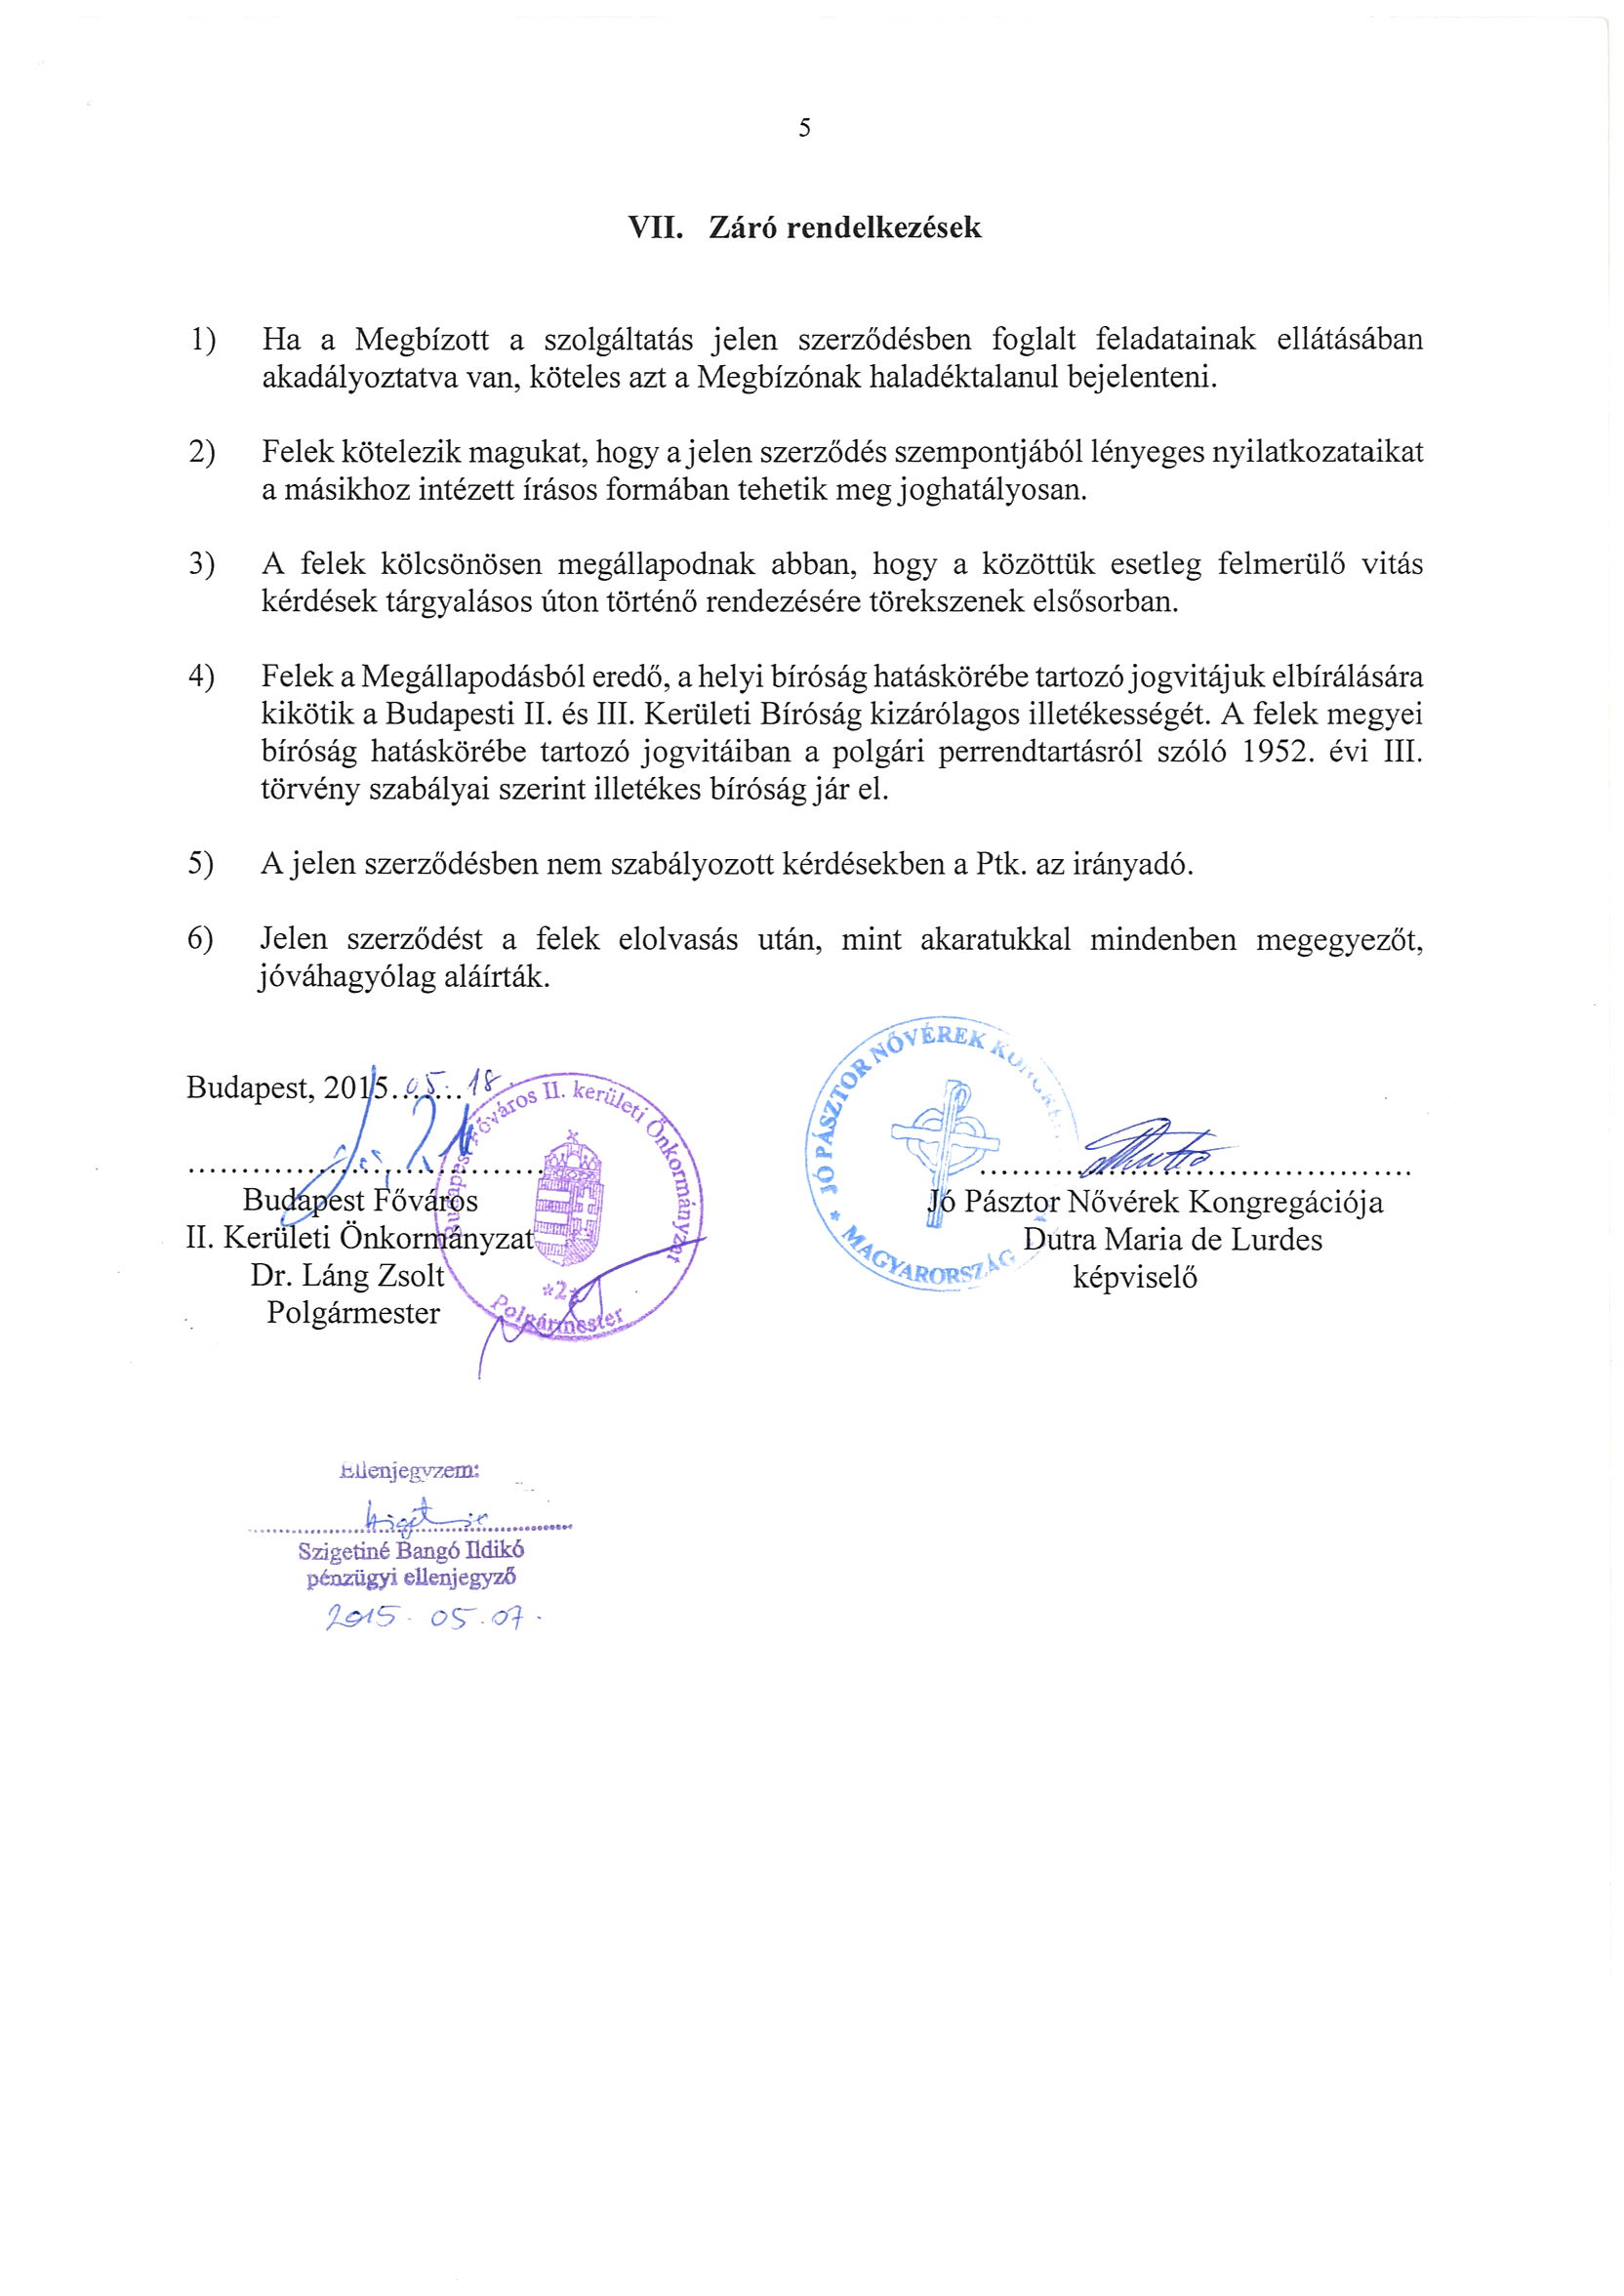 5
VII. Záró rendelkezések
1) Ha a Megbízott a szolgáltatás jelen szerződésben foglalt feladatainak ellátásában
akadályoztatva van, köteles azt a Megbízónak haladéktalanul bejelenteni.
2) Felek kötelezik magukat, hogy a jelen szerződés szempontjából lényeges nyilatkozataikat
a másikhoz intézett írásos formában tehetik meg joghatályosan.
3) A felek kölcsönösen megállapodnak abban, hogy a közöttük esetleg felmerülő vitás
kérdések tárgyalásos úton történő rendezésére törekszenek elsősorban.
4) Felek a Megállapodásból eredő, a helyi bíróság hatáskörébe tartozó jogvitájuk elbírálására
kikötik a Budapesti II. és III. Kerületi Bíróság kizárólagos illetékességét. A felek megyei
bíróság hatáskörébe tartozó jogvitáiban a polgári perrendtartásról szóló 1952. évi III.
törvény szabályai szerint illetékes bíróság jár el.
5) A jelen szerződésben nem szabályozott kérdésekben a Ptk. az irányadó.
6) Jelen szerződést a felek elolvasás után, mint akaratukkal mindenben megegyezőt,
jóváhagyólag aláírták.
Budapest, 2015. 05. 18.
Budapest Főváros
II. Kerületi Önkormányzat
Dr. Láng Zsolt
Polgármester
Budapest Főváros II. kerületi Önkormányzat
*2*
Polgármester
JÓ PÁSZTOR NŐVÉREK
* MAGYARORSZÁG
Jó Pásztor Nővérek Kongregációja
Dutra Maria de Lurdes
képviselő
Ellenjegyzem:
Szigetiné Bangó Ildikó
pénzügyi ellenjegyző
2015. 05. 07.